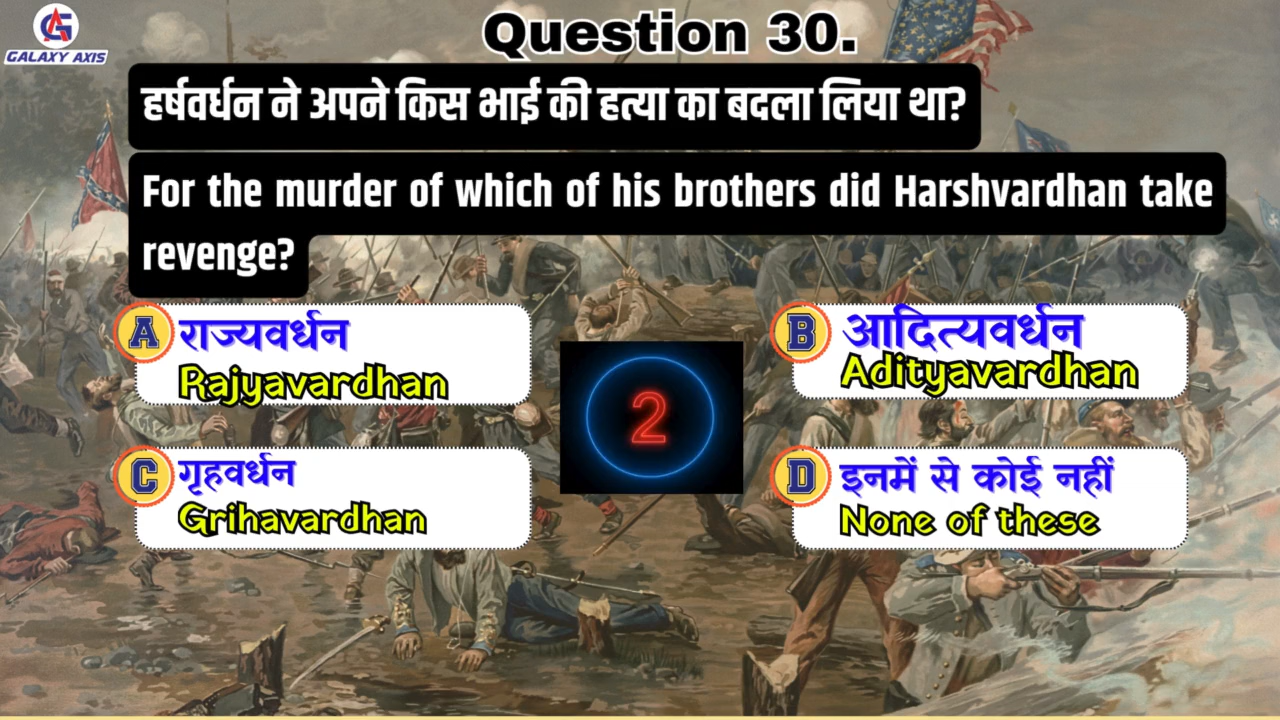 GALAXY AXIS
Question 30.
हर्षवर्धन ने अपने किस भाई की हत्या का बदला लिया था?
For the murder of which of his brothers did Harshvardhan take
revenge?
A राज्यवर्धन
Rajyavardhan
B आदित्यवर्धन
Adityavardhan
2
C गृहवर्धन
Grihavardhan
D इनमें से कोई नहीं
None of these